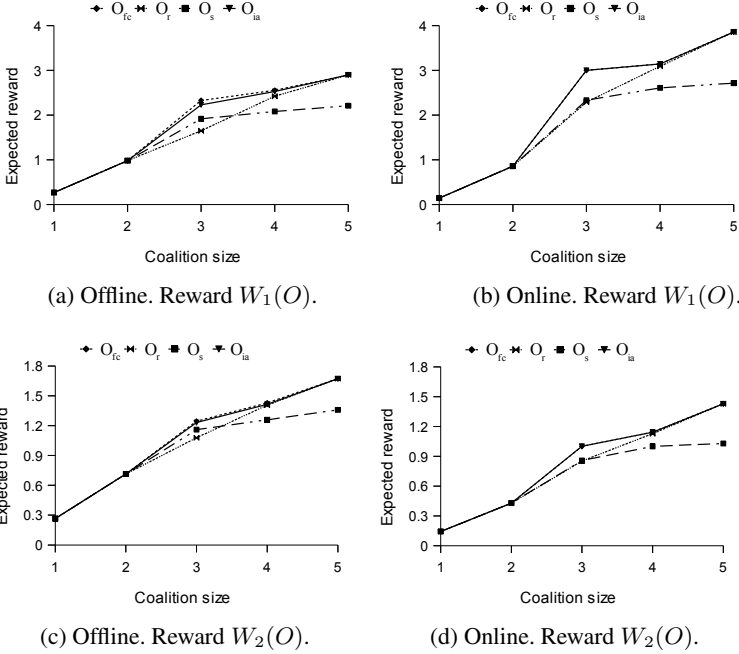 O_fc O_r O_s O_ia
O_fc O_r O_s O_ia
4
3
2
1
0
Expected reward
1 2 3 4 5
Coalition size
4
3
2
1
0
Expected reward
1 2 3 4 5
Coalition size
(a) Offline. Reward W_1(O).
(b) Online. Reward W_1(O).
O_fc O_r O_s O_ia
O_fc O_r O_s O_ia
1.8
1.5
1.2
0.9
0.6
0.3
0
Expected reward
1 2 3 4 5
Coalition size
1.8
1.5
1.2
0.9
0.6
0.3
0
Expected reward
1 2 3 4 5
Coalition size
(c) Offline. Reward W_2(O).
(d) Online. Reward W_2(O).